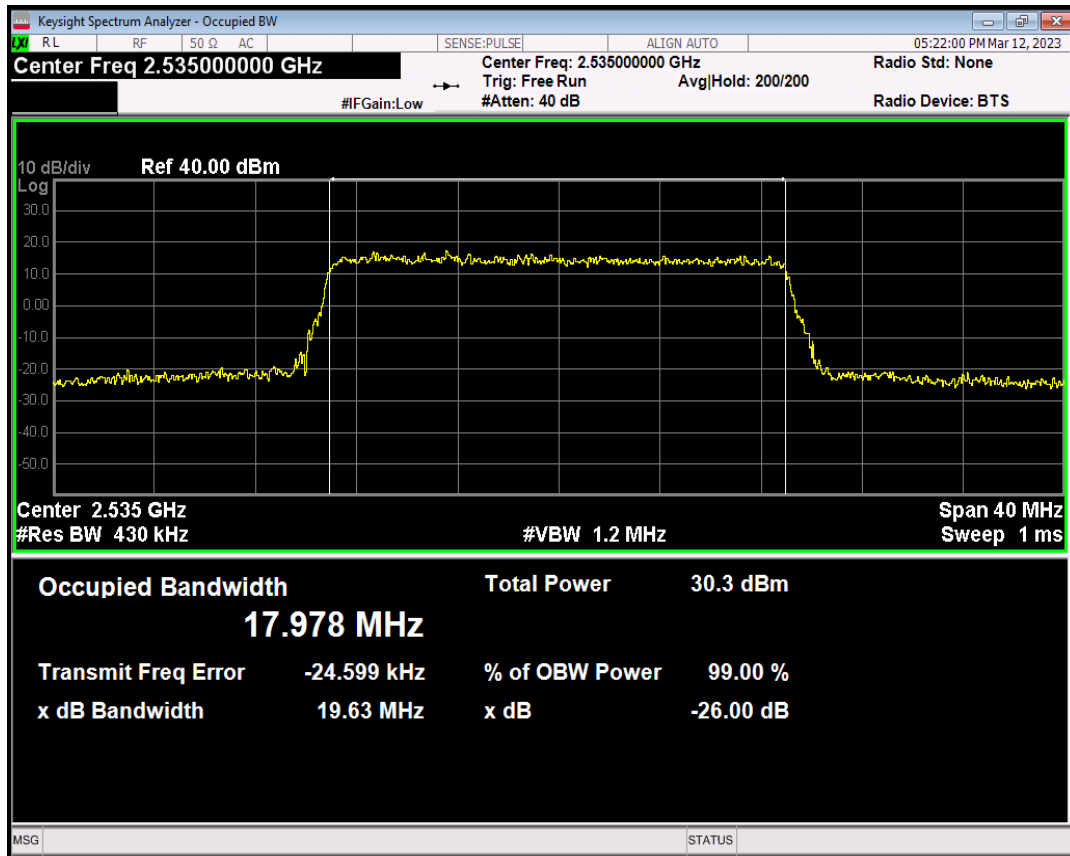 Keysight Spectrum Analyzer - Occupied BW
LXI RL RF 50 Ω AC SENSE:PULSE ALIGN AUTO 05:22:00 PM Mar 12, 2023
Center Freq 2.535000000 GHz Center Freq: 2.535000000 GHz Radio Std: None
Trig: Free Run Avg|Hold: 200/200
#IFGain:Low #Atten: 40 dB Radio Device: BTS
10 dB/div Ref 40.00 dBm
Log
30.0
20.0
10.0
0.00
-10.0
-20.0
-30.0
-40.0
-50.0
Center 2.535 GHz Span 40 MHz
#Res BW 430 kHz #VBW 1.2 MHz Sweep 1 ms
Occupied Bandwidth Total Power 30.3 dBm
17.978 MHz
Transmit Freq Error -24.599 kHz % of OBW Power 99.00 %
x dB Bandwidth 19.63 MHz x dB -26.00 dB
MSG STATUS